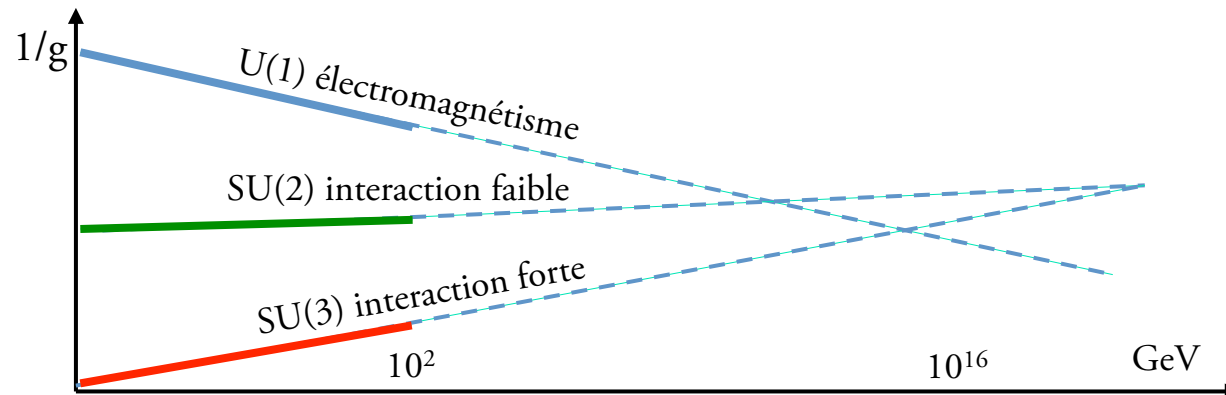 1/g
U(1) électromagnétisme
SU(2) interaction faible
SU(3) interaction forte
10² 10¹⁶ GeV